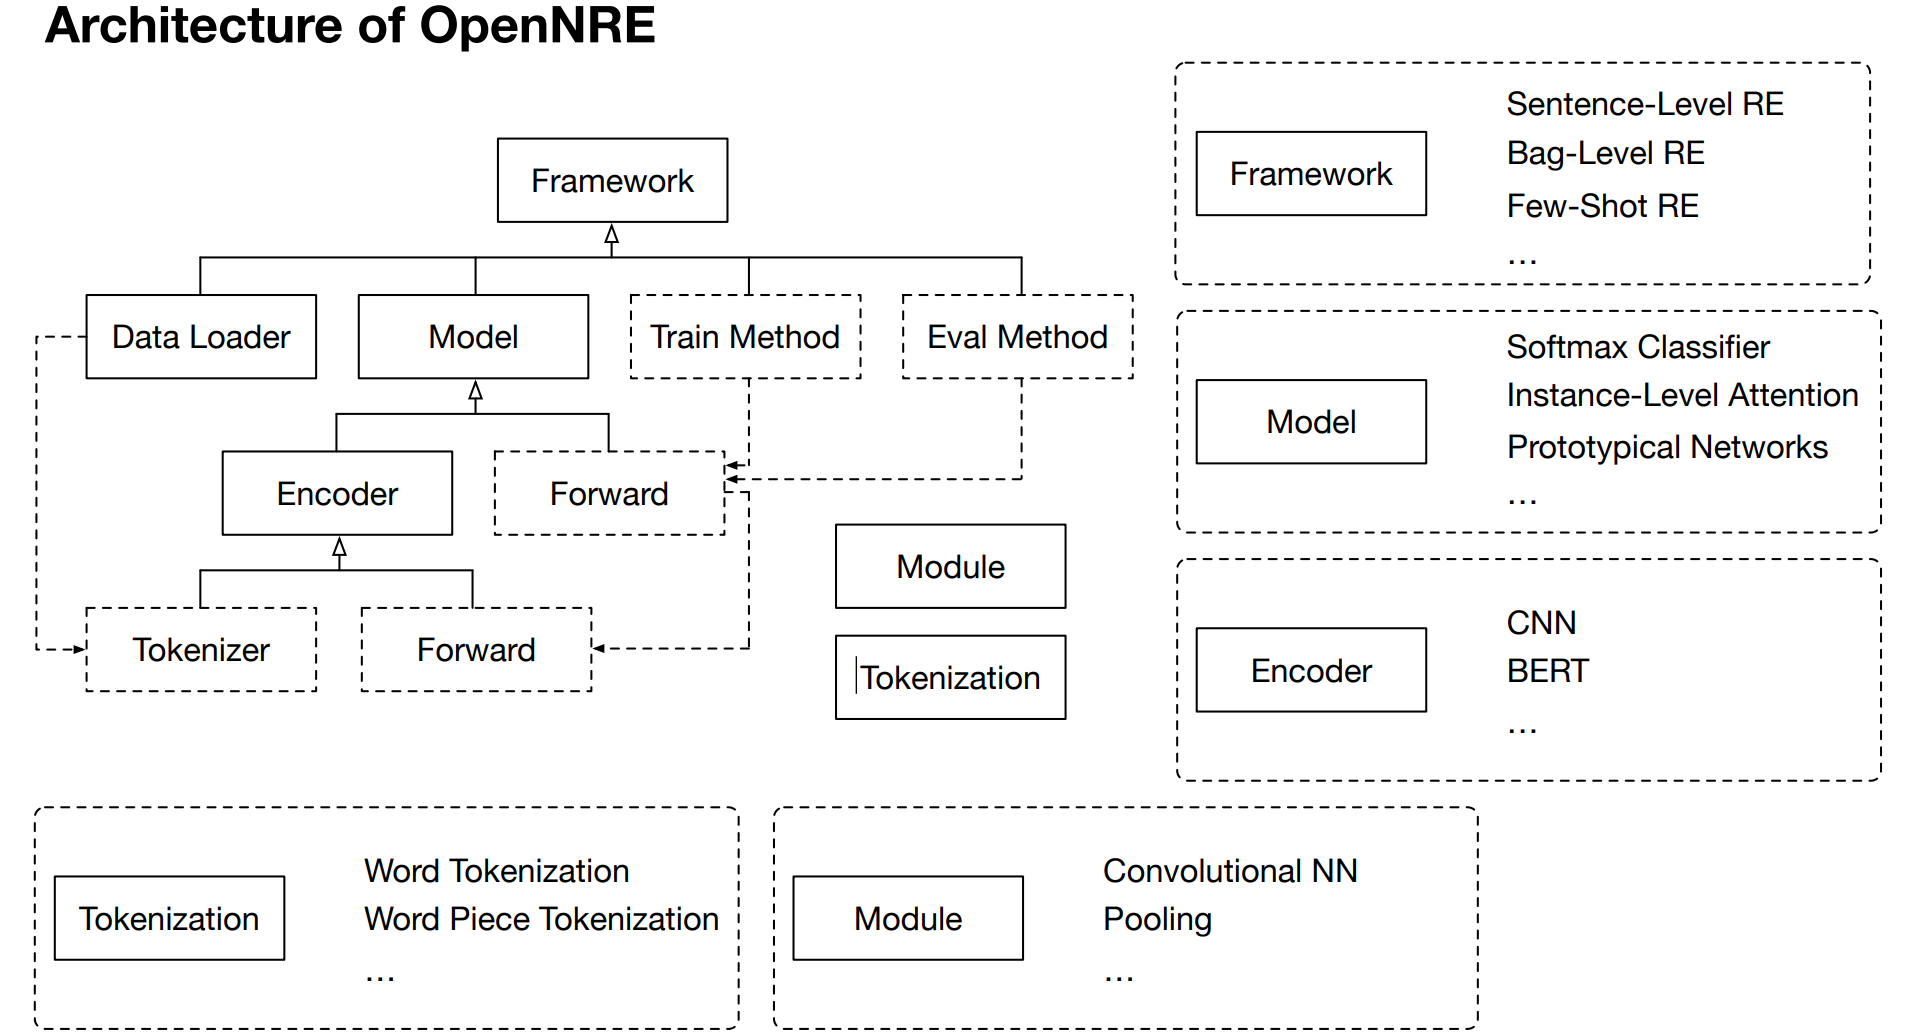 Architecture of OpenNRE
Framework
Data Loader
Model
Train Method
Eval Method
Encoder
Forward
Tokenizer
Forward
Module
Tokenization
Framework
Sentence-Level RE
Bag-Level RE
Few-Shot RE
...
Model
Softmax Classifier
Instance-Level Attention
Prototypical Networks
...
Encoder
CNN
BERT
...
Tokenization
Word Tokenization
Word Piece Tokenization
...
Module
Convolutional NN
Pooling
...